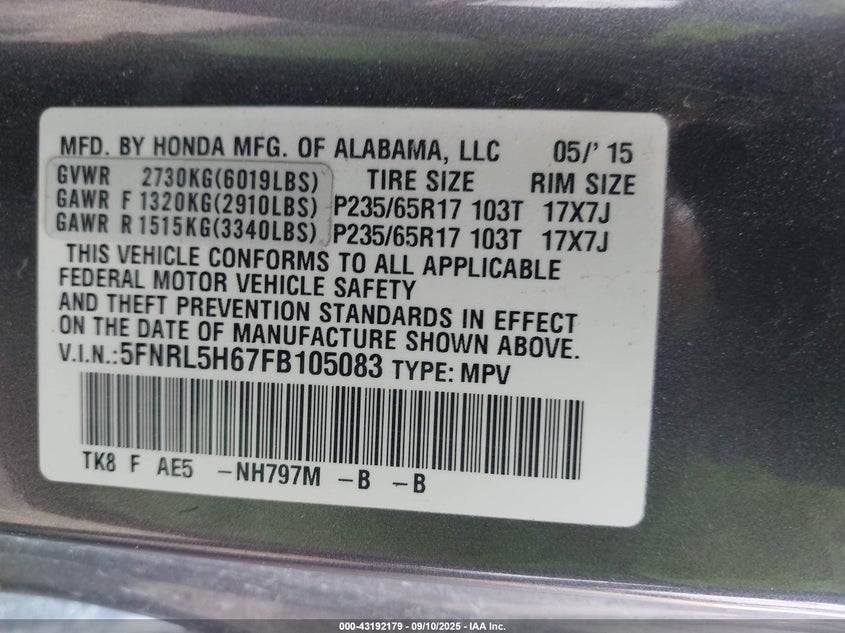 MFD. BY HONDA MFG. OF ALABAMA, LLC 05/' 15
GVWR 2730KG(6019LBS) TIRE SIZE RIM SIZE
GAWR F 1320KG(2910LBS) P235/65R17 103T 17X7J
GAWR R 1515KG(3340LBS) P235/65R17 103T 17X7J
THIS VEHICLE CONFORMS TO ALL APPLICABLE
FEDERAL MOTOR VEHICLE SAFETY
AND THEFT PREVENTION STANDARDS IN EFFECT
ON THE DATE OF MANUFACTURE SHOWN ABOVE.
V.I.N.:5FNRL5H67FB105083 TYPE: MPV
TK8 F AE5 -NH797M -B -B
000-43192179 - 09/10/2025 - IAA Inc.